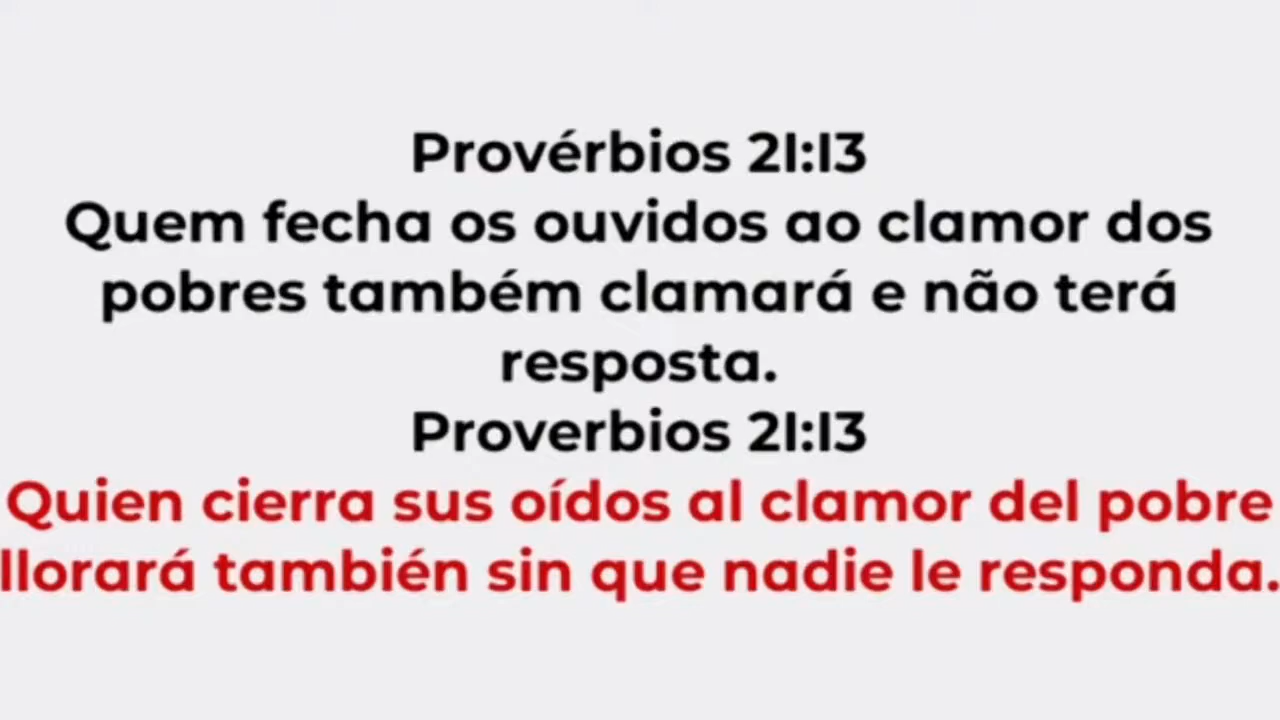 Provérbios 21:13
Quem fecha os ouvidos ao clamor dos
pobres também clamará e não terá
resposta.
Proverbios 21:13
Quien cierra sus oídos al clamor del pobre
llorará también sin que nadie le responda.